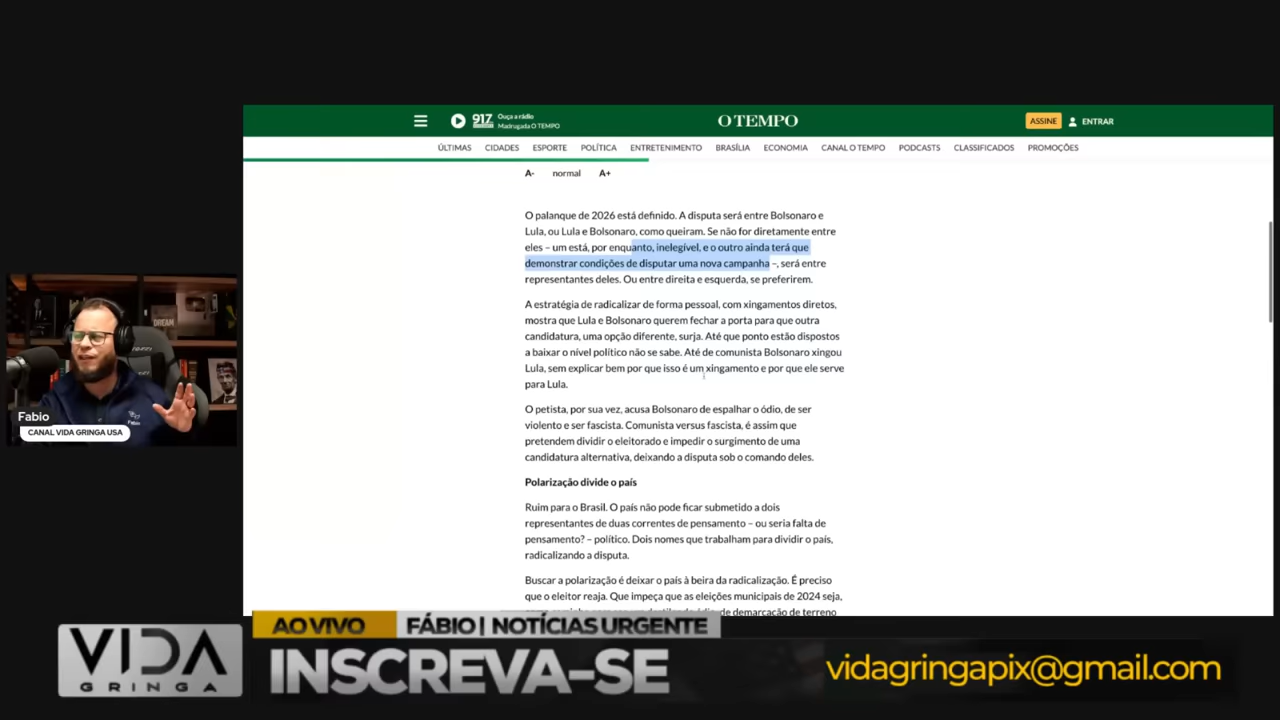 917 Ouça a rádio
Madrugada O TEMPO
O TEMPO
ASSINE
ENTRAR
ÚLTIMAS CIDADES ESPORTE POLÍTICA ENTRETENIMENTO BRASÍLIA ECONOMIA CANAL O TEMPO PODCASTS CLASSIFICADOS PROMOÇÕES
A- normal A+
O palanque de 2026 está definido. A disputa será entre Bolsonaro e
Lula, ou Lula e Bolsonaro, como queiram. Se não for diretamente entre
eles – um está, por enquanto, inelegível, e o outro ainda terá que
demonstrar condições de disputar uma nova campanha –, será entre
representantes deles. Ou entre direita e esquerda, se preferirem.
A estratégia de radicalizar de forma pessoal, com xingamentos diretos,
mostra que Lula e Bolsonaro querem fechar a porta para que outra
candidatura, uma opção diferente, surja. Até que ponto estão dispostos
a baixar o nível político não se sabe. Até de comunista Bolsonaro xingou
Lula, sem explicar bem por que isso é um xingamento e por que ele serve
para Lula.
O petista, por sua vez, acusa Bolsonaro de espalhar o ódio, de ser
violento e ser fascista. Comunista versus fascista, é assim que
pretendem dividir o eleitorado e impedir o surgimento de uma
candidatura alternativa, deixando a disputa sob o comando deles.
Polarização divide o país
Ruim para o Brasil. O país não pode ficar submetido a dois
representantes de duas correntes de pensamento – ou seria falta de
pensamento? – político. Dois nomes que trabalham para dividir o país,
radicalizando a disputa.
Buscar a polarização é deixar o país à beira da radicalização. É preciso
que o eleitor reaja. Que impeça que as eleições municipais de 2024 seja,
de demarcação de terreno
DREAM
Fabio
CANAL VIDA GRINGA USA
AO VIVO FÁBIO | NOTÍCIAS URGENTE
VIDA
GRINGA
INSCREVA-SE
vidagringapix@gmail.com